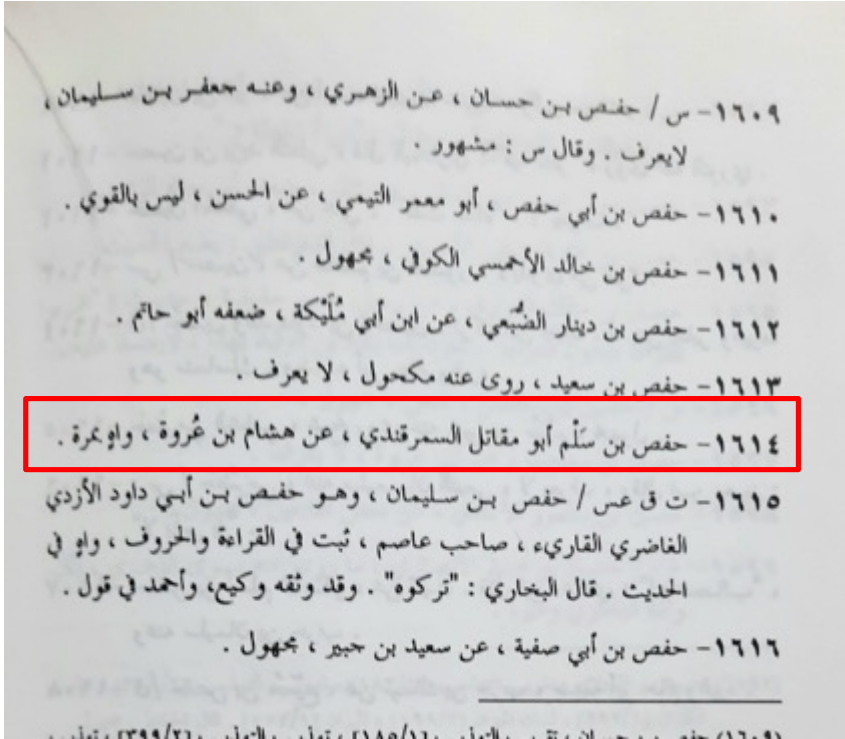 ١٦٠٩- س / حفص بن حسان ، عن الزهري ، وعنه جعفر بن سليمان ،
لايعرف . وقال س : مشهور .
١٦١٠- حفص بن أبي حفص ، أبو معمر التيمي ، عن الحسن ، ليس بالقوي .
١٦١١- حفص بن خالد الأحمسي الكوفي ، مجهول .
١٦١٢- حفص بن دينار الضُّبَعي ، عن ابن أبي مُلَيْكة ، ضعفه أبو حاتم .
١٦١٣- حفص بن سعيد ، روى عنه مكحول ، لا يعرف .
١٦١٤- حفص بن سَلْم أبو مقاتل السمرقندي ، عن هشام بن عُروة ، واهٍ بمرة .
١٦١٥- ت ق عس / حفص بن سليمان ، وهو حفص بن أبي داود الأزدي
الغاضري القاريء ، صاحب عاصم ، ثبت في القراءة والحروف ، واهٍ في
الحديث . قال البخاري : "تركوه" . وقد وثقه وكيع، وأحمد في قول .
١٦١٦- حفص بن أبي صفية ، عن سعيد بن جبير ، مجهول .